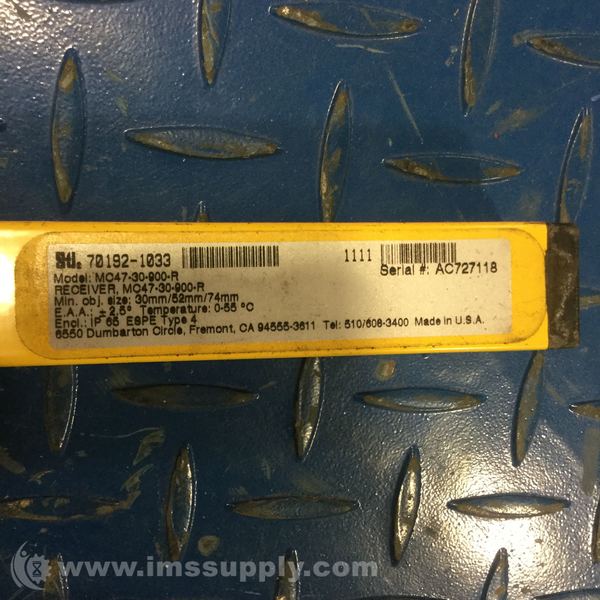 STI® 70192-1033 1111
Serial #: AC727118
Model: MC47-30-900-R
RECEIVER, MC47-30-900-R
Min. obj. size: 30mm/52mm/74mm
E.A.A.: ± 2.5° Temperature: 0-55 °C
Encl.: IP 65 ESPE Type 4
6550 Dumbarton Circle, Fremont, CA 94555-3611 Tel: 510/608-3400 Made in U.S.A.
www.imssupply.com